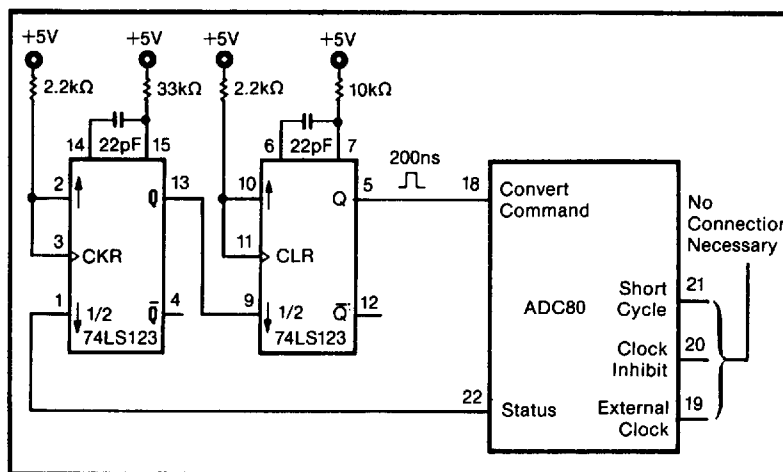 +5V +5V +5V +5V
2.2kΩ 33kΩ 2.2kΩ 10kΩ
14 22pF 15 6 22pF 7
200ns
2 Q 13 10 Q 5 18 Convert
Command
No
Connection
Necessary
3 CKR 11 CLR
ADC80
Short
Cycle 21
1 1/2 Q̅ 4 9 1/2 Q̅ 12
74LS123 74LS123
Clock
Inhibit 20
22 Status
External
Clock 19